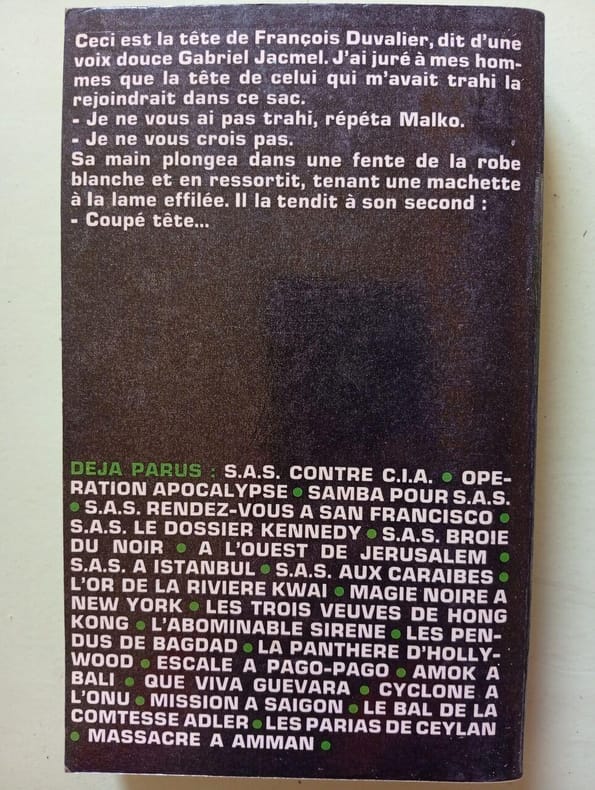 Ceci est la tête de François Duvalier, dit d'une
voix douce Gabriel Jacmel. J'ai juré à mes hom-
mes que la tête de celui qui m'avait trahi la
rejoindrait dans ce sac.
- Je ne vous ai pas trahi, répéta Malko.
- Je ne vous crois pas.
Sa main plongea dans une fente de la robe
blanche et en ressortit, tenant une machette
à la lame effilée. Il la tendit à son second :
- Coupé tête...
DEJA PARUS : S.A.S. CONTRE C.I.A. • OPE-
RATION APOCALYPSE • SAMBA POUR S.A.S.
• S.A.S. RENDEZ-VOUS A SAN FRANCISCO •
S.A.S. LE DOSSIER KENNEDY • S.A.S. BROIE
DU NOIR • A L'OUEST DE JERUSALEM •
S.A.S. A ISTANBUL • S.A.S. AUX CARAIBES •
L'OR DE LA RIVIERE KWAI • MAGIE NOIRE A
NEW YORK • LES TROIS VEUVES DE HONG
KONG • L'ABOMINABLE SIRENE • LES PEN-
DUS DE BAGDAD • LA PANTHERE D'HOLLY-
WOOD • ESCALE A PAGO-PAGO • AMOK A
BALI • QUE VIVA GUEVARA • CYCLONE A
L'ONU • MISSION A SAIGON • LE BAL DE LA
COMTESSE ADLER • LES PARIAS DE CEYLAN
• MASSACRE A AMMAN •